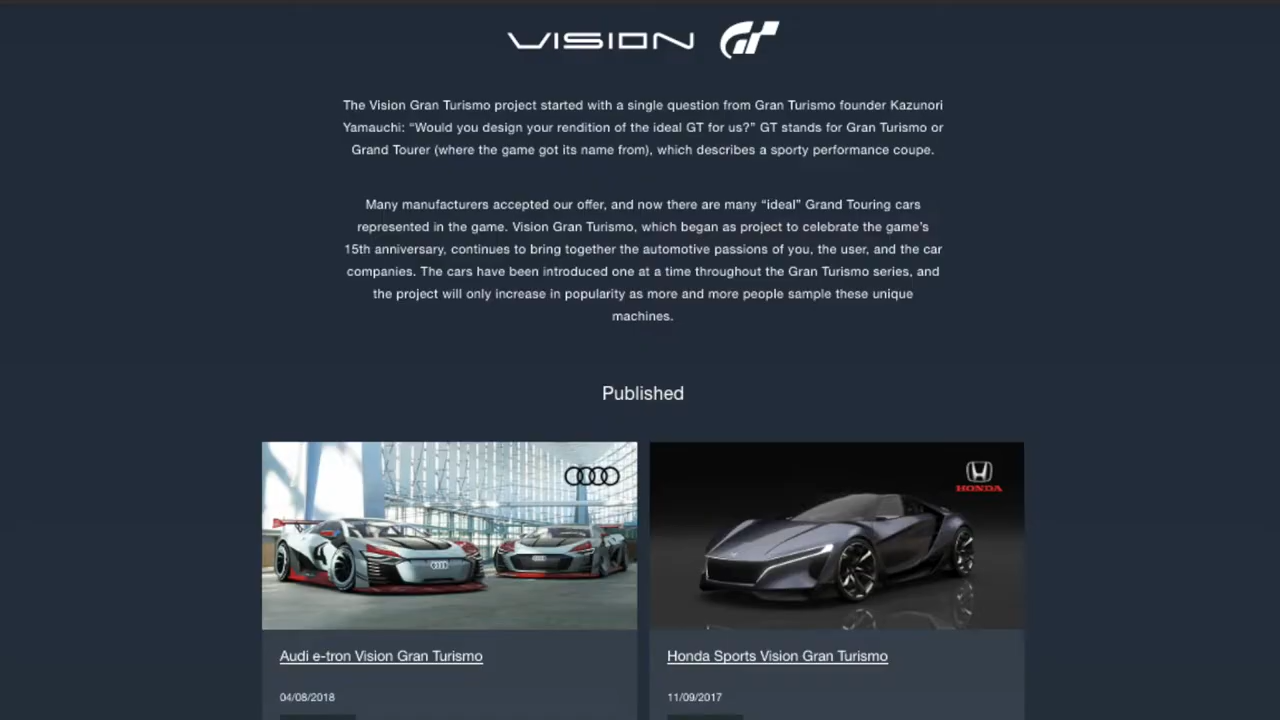 VISION GT
The Vision Gran Turismo project started with a single question from Gran Turismo founder Kazunori
Yamauchi: “Would you design your rendition of the ideal GT for us?” GT stands for Gran Turismo or
Grand Tourer (where the game got its name from), which describes a sporty performance coupe.
Many manufacturers accepted our offer, and now there are many “ideal” Grand Touring cars
represented in the game. Vision Gran Turismo, which began as project to celebrate the game’s
15th anniversary, continues to bring together the automotive passions of you, the user, and the car
companies. The cars have been introduced one at a time throughout the Gran Turismo series, and
the project will only increase in popularity as more and more people sample these unique
machines.
Published
HONDA
Audi e-tron Vision Gran Turismo
Honda Sports Vision Gran Turismo
04/08/2018
11/09/2017